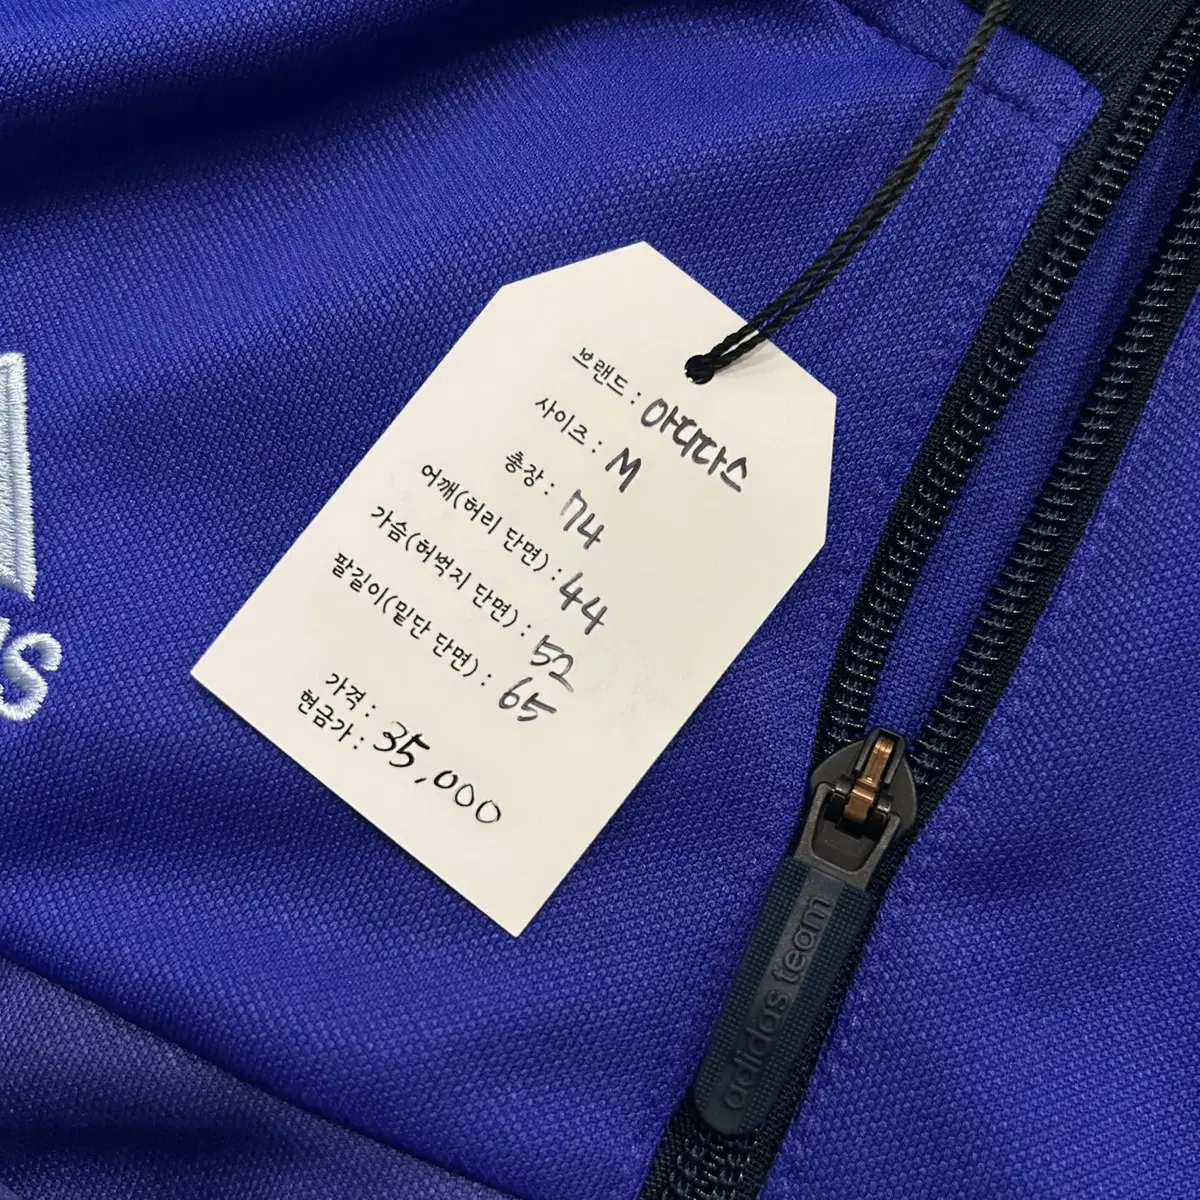 브랜드 : 아디다스
사이즈 : M
총장 : 74
어깨(허리 단면) : 44
가슴(허벅지 단면) : 52
팔길이(밑단 단면) : 65
가격 :
현금가 : 35,000
adidas team